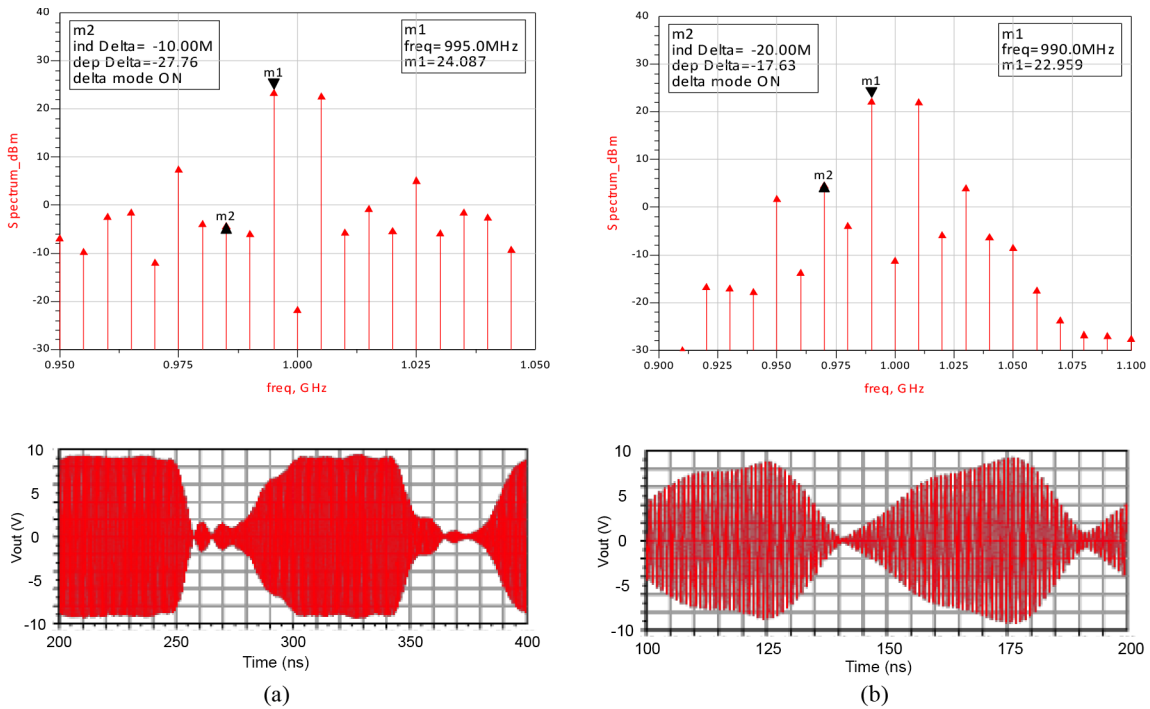 m2
ind Delta= -10.00M
dep Delta=-27.76
delta mode ON
m1
freq=995.0MHz
m1=24.087
40
30
20
10
0
-10
-20
-30
m1
m2
Spectrum_dBm
0.950
0.975
1.000
1.025
1.050
freq, GHz
m2
ind Delta= -20.00M
dep Delta=-17.63
delta mode ON
m1
freq=990.0MHz
m1=22.959
40
30
20
10
0
-10
-20
-30
m1
m2
Spectrum_dBm
0.900
0.925
0.950
0.975
1.000
1.025
1.050
1.075
1.100
freq, GHz
10
5
0
-5
-10
Vout (V)
200
250
300
350
400
Time (ns)
(a)
10
5
0
-5
-10
Vout (V)
100
125
150
175
200
Time (ns)
(b)